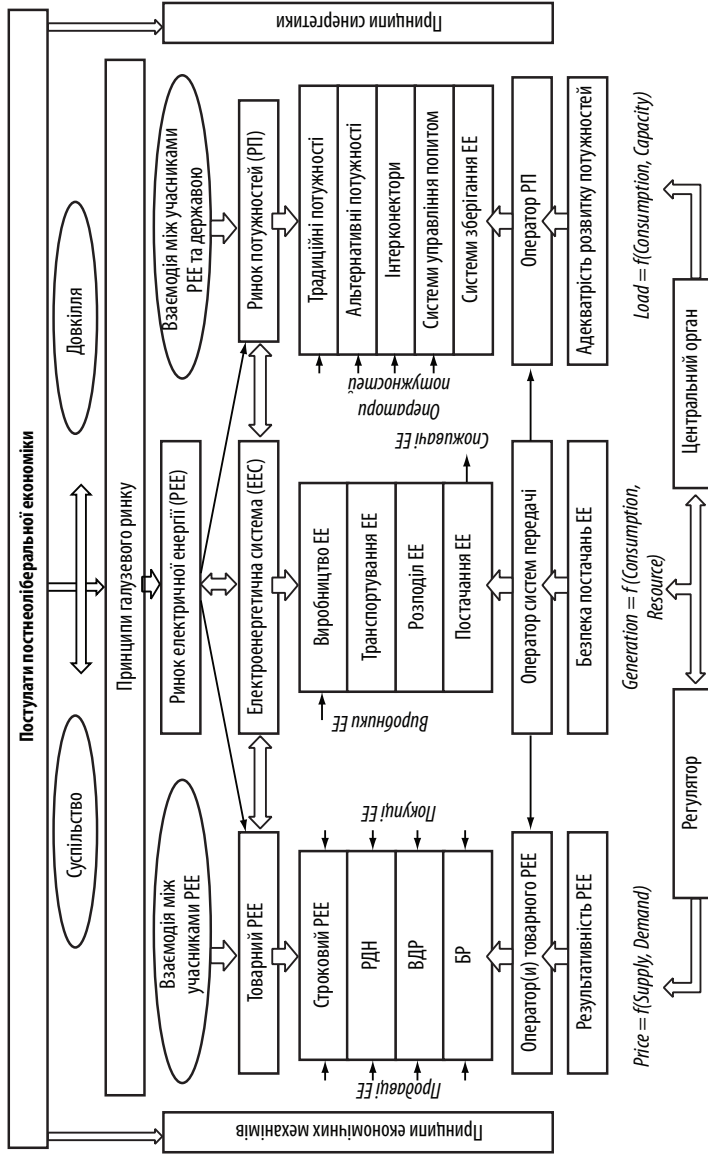 Постулати постнеоліберальної економіки
Суспільство
Довкілля
Принципи галузевого ринку
Принципи економічних механімів
Принципи синергетики
Взаємодія між
учасниками РЕЕ
Ринок електричної енергії (РЕЕ)
Взаємодія між учасниками
РЕЕ та державою
Товарний РЕЕ
Електроенергетична система (ЕЕС)
Ринок потужностей (РП)
Продавці ЕЕ
Строковий РЕЕ
РДН
ВДР
БР
Покупці ЕЕ
Виробники ЕЕ
Виробництво ЕЕ
Транспортування ЕЕ
Розподіл ЕЕ
Постачання ЕЕ
Споживачі ЕЕ
Оператори
потужностей
Традиційні потужності
Альтернативні потужності
Інтерконектори
Системи управління попитом
Системи зберігання ЕЕ
Оператор(и) товарного РЕЕ
Оператор систем передачі
Оператор РП
Результативність РЕЕ
Безпека постачань ЕЕ
Адекватрість розвитку потужностей
Price = f(Supply, Demand)
Generation = f (Consumption,
Resource)
Load = f(Consumption, Capacity)
Регулятор
Центральний орган